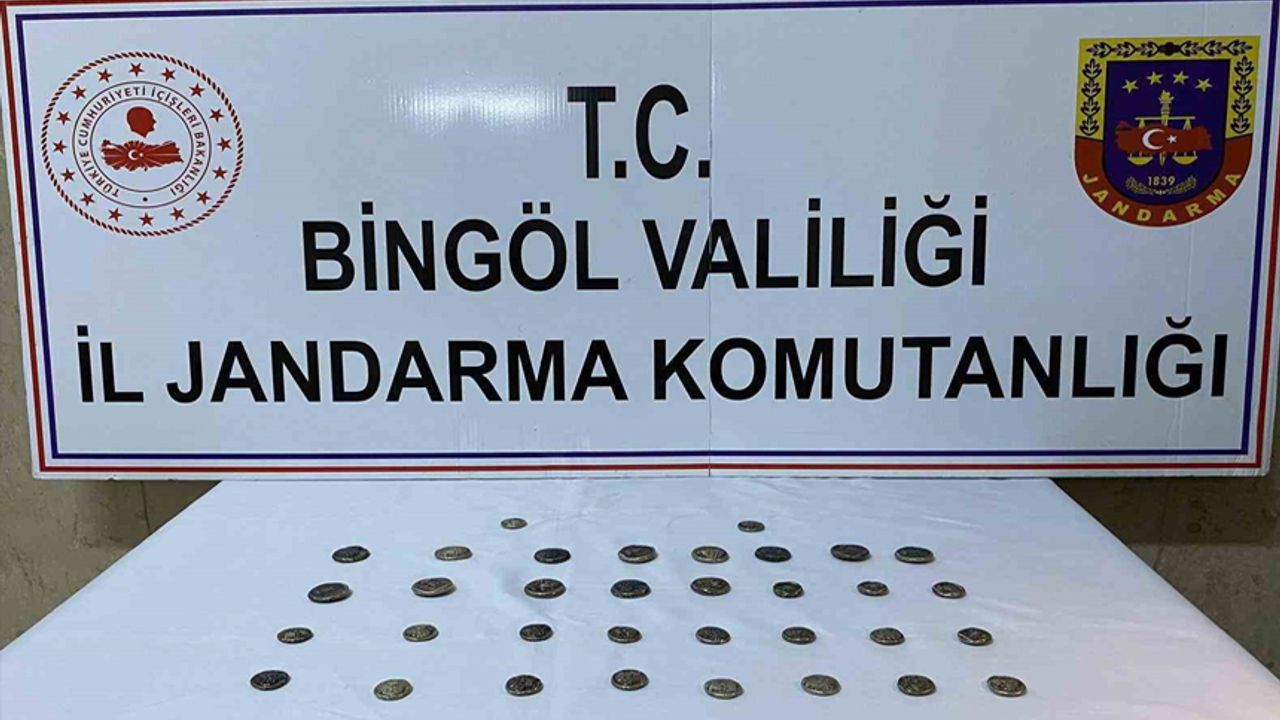 TÜRKİYE CUMHURİYETİ İÇİŞLERİ BAKANLIĞI
T.C.
BİNGÖL VALİLİĞİ
İL JANDARMA KOMUTANLIĞI
1839
JANDARMA